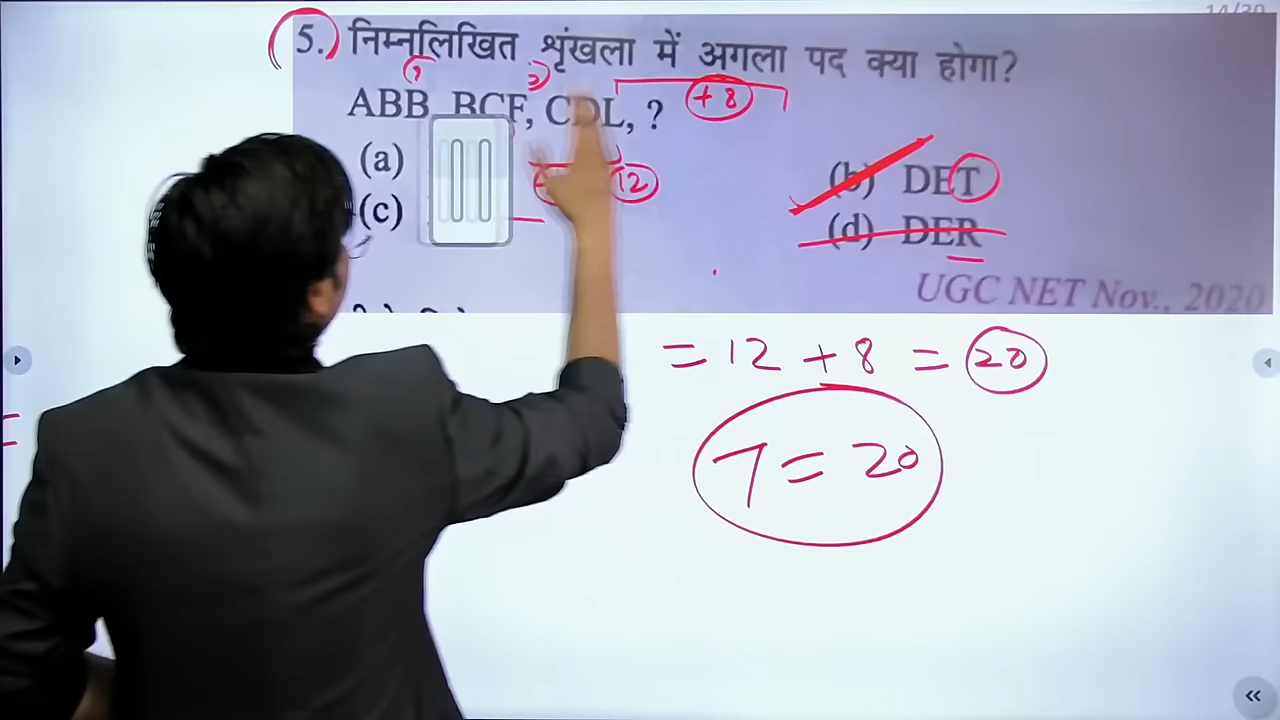 5. निम्नलिखित श्रृंखला में अगला पद क्या होगा?
ABB BCF, CDL, ?
+8
(a)
12
(b) DET
(c)
(d) DER
UGC NET Nov., 2020
= 12 + 8 = 20
T = 20
=